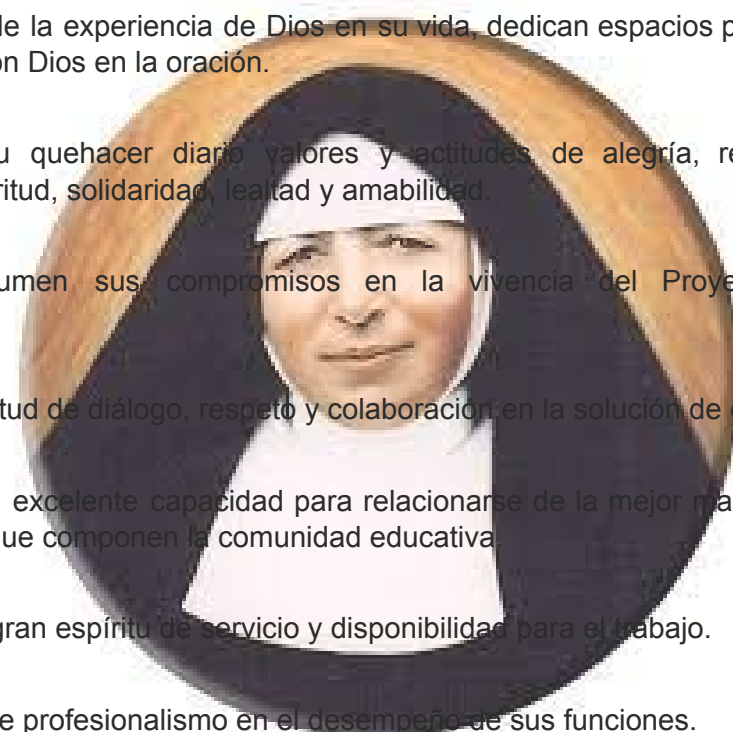 de la experiencia de Dios en su vida, dedican espacios p
on Dios en la oración.
u quehacer diario valores y actitudes de alegría, re
ritud, solidaridad, lealtad y amabilidad.
umen sus compromisos en la vivencia del Proye
tud de diálogo, respeto y colaboración en la solución de
excelente capacidad para relacionarse de la mejor ma
ue componen la comunidad educativa.
gran espíritu de servicio y disponibilidad para el trabajo.
e profesionalismo en el desempeño de sus funciones.